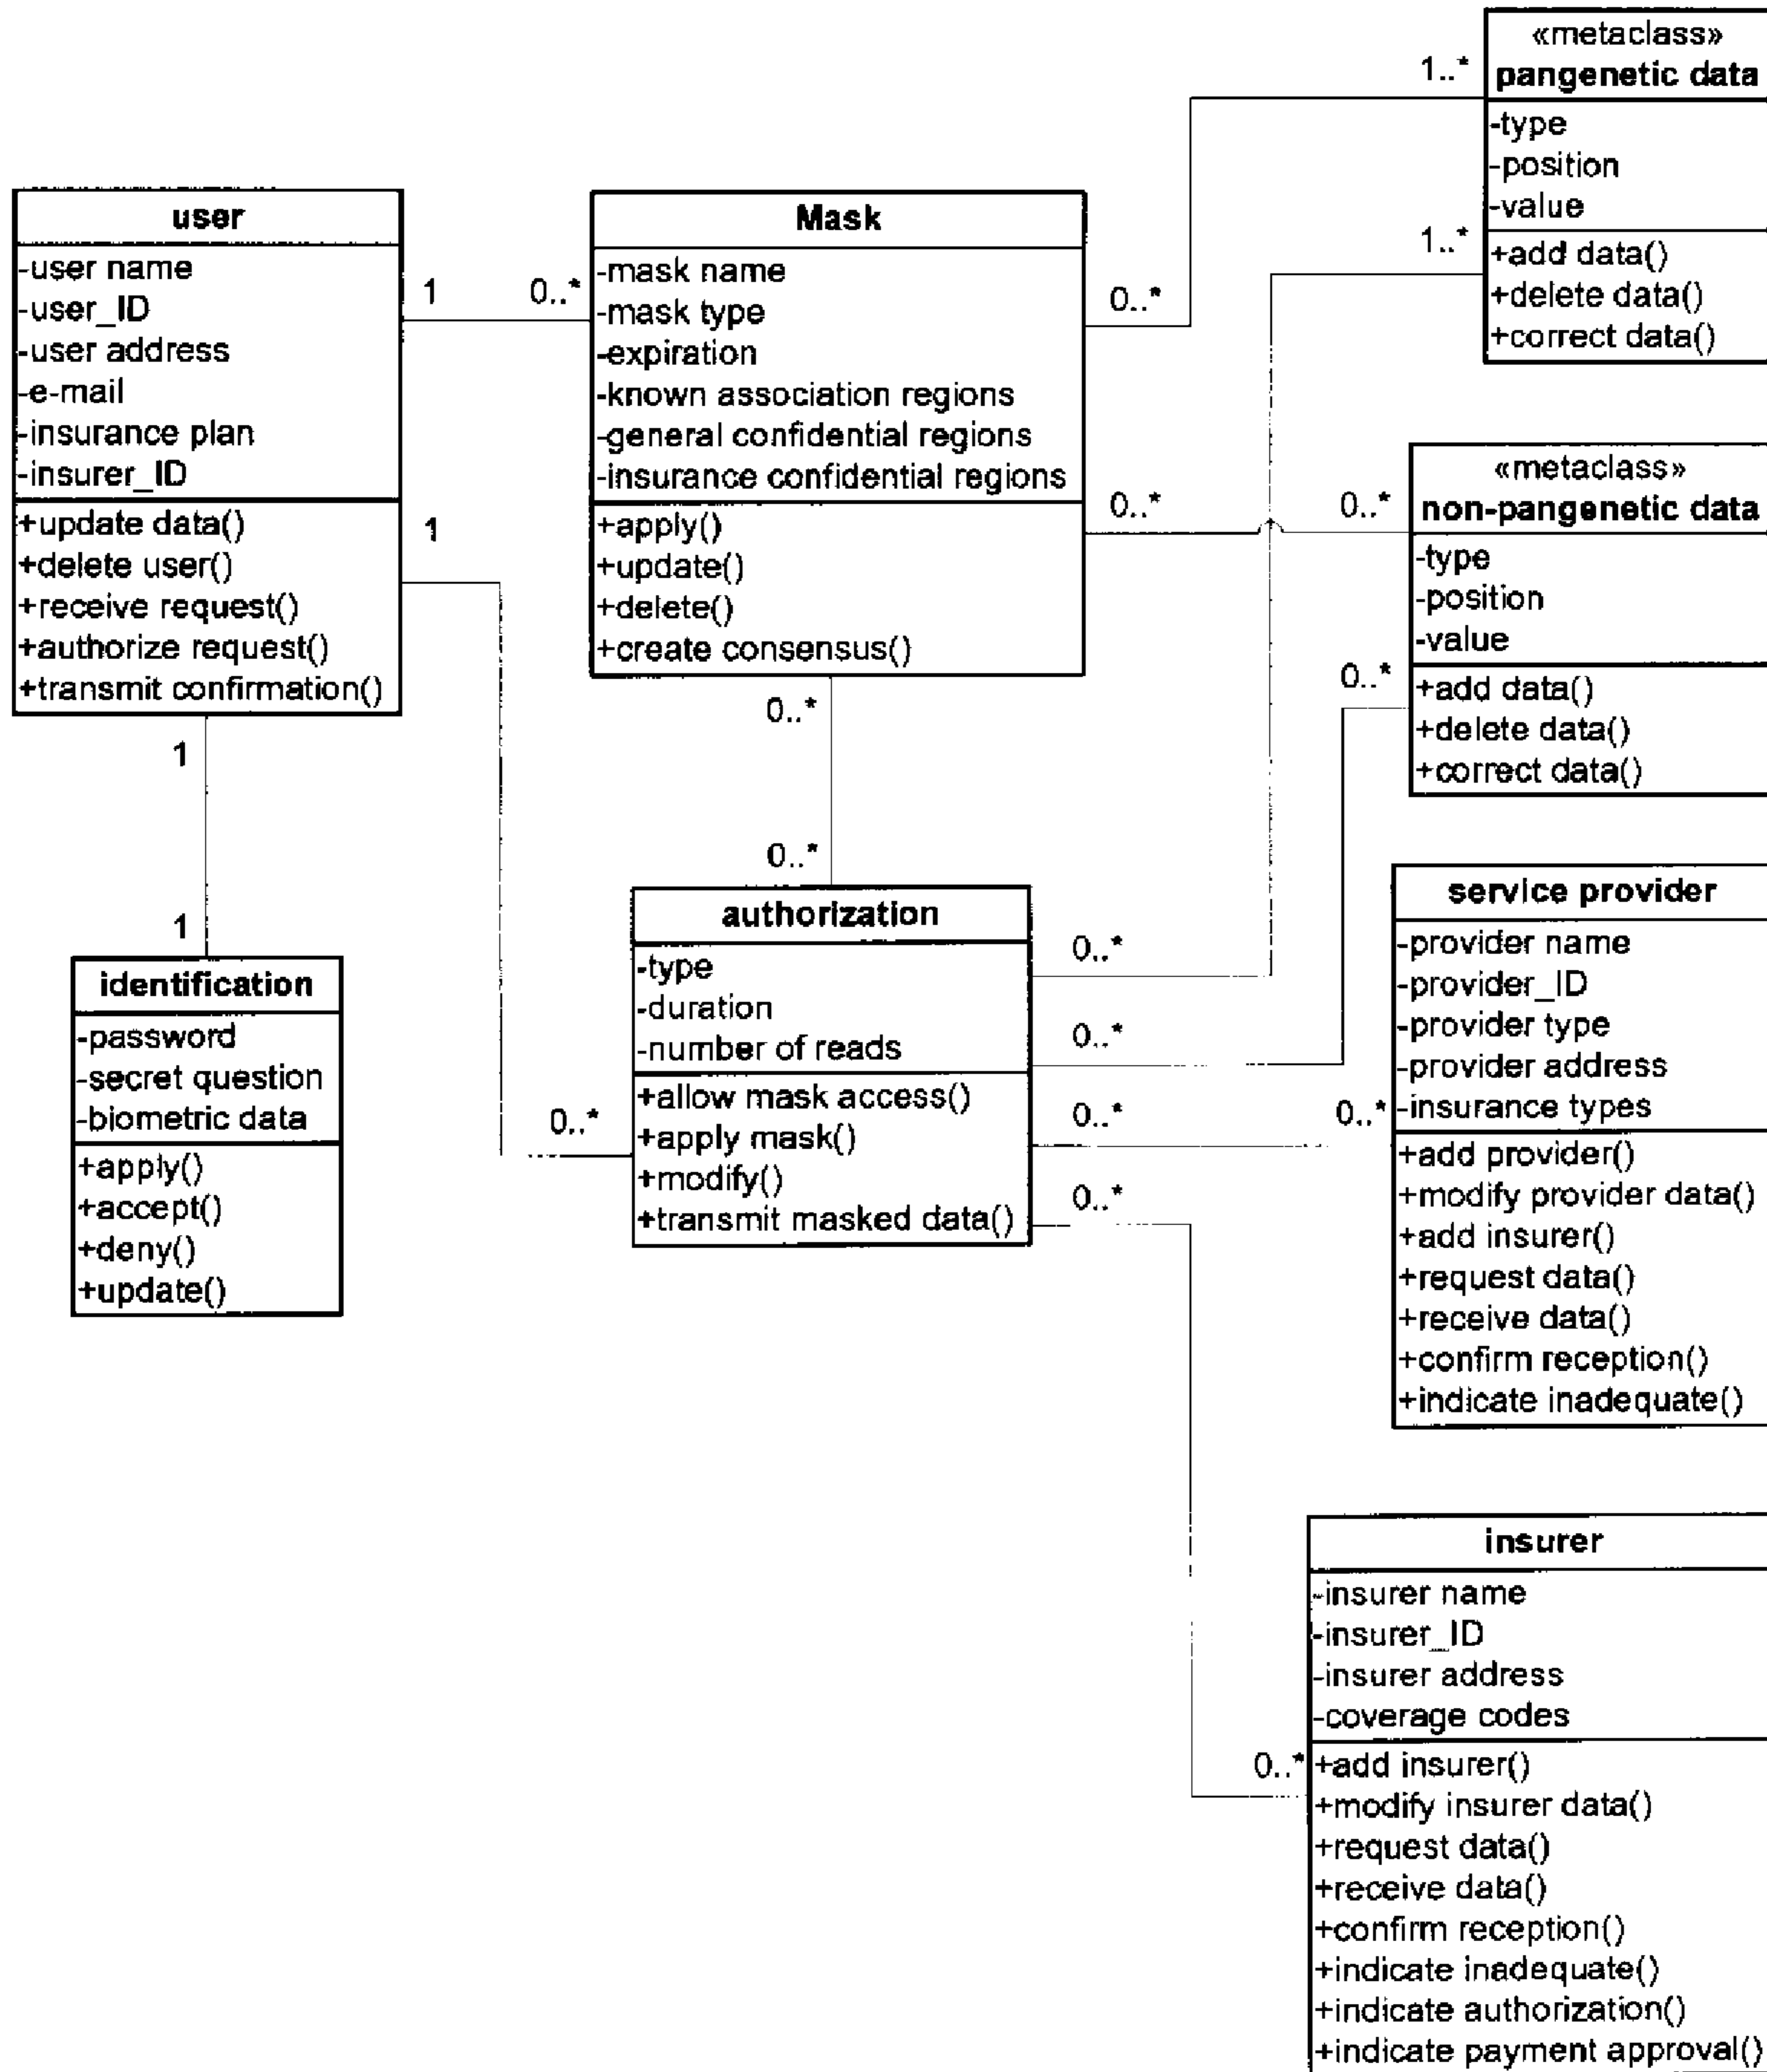 «metaclass»
pangenetic data
-type
-position
-value
+add data()
+delete data()
+correct data()
1..*
1..*
user
-user name
-user_ID
-user address
-e-mail
-insurance plan
-insurer_ID
+update data()
+delete user()
+receive request()
+authorize request()
+transmit confirmation()
1
0..*
1
1
Mask
-mask name
-mask type
-expiration
-known association regions
-general confidential regions
-insurance confidential regions
+apply()
+update()
+delete()
+create consensus()
0..*
0..*
0..*
0..*
«metaclass»
non-pangenetic data
-type
-position
-value
+add data()
+delete data()
+correct data()
0..*
0..*
1
identification
-password
-secret question
-biometric data
+apply()
+accept()
+deny()
+update()
0..*
authorization
-type
-duration
-number of reads
+allow mask access()
+apply mask()
+modify()
+transmit masked data()
0..*
0..*
0..*
0..*
0..*
service provider
-provider name
-provider_ID
-provider type
-provider address
-insurance types
+add provider()
+modify provider data()
+add insurer()
+request data()
+receive data()
+confirm reception()
+indicate inadequate()
insurer
-insurer name
-insurer_ID
-insurer address
-coverage codes
0..*
+add insurer()
+modify insurer data()
+request data()
+receive data()
+confirm reception()
+indicate inadequate()
+indicate authorization()
+indicate payment approval()